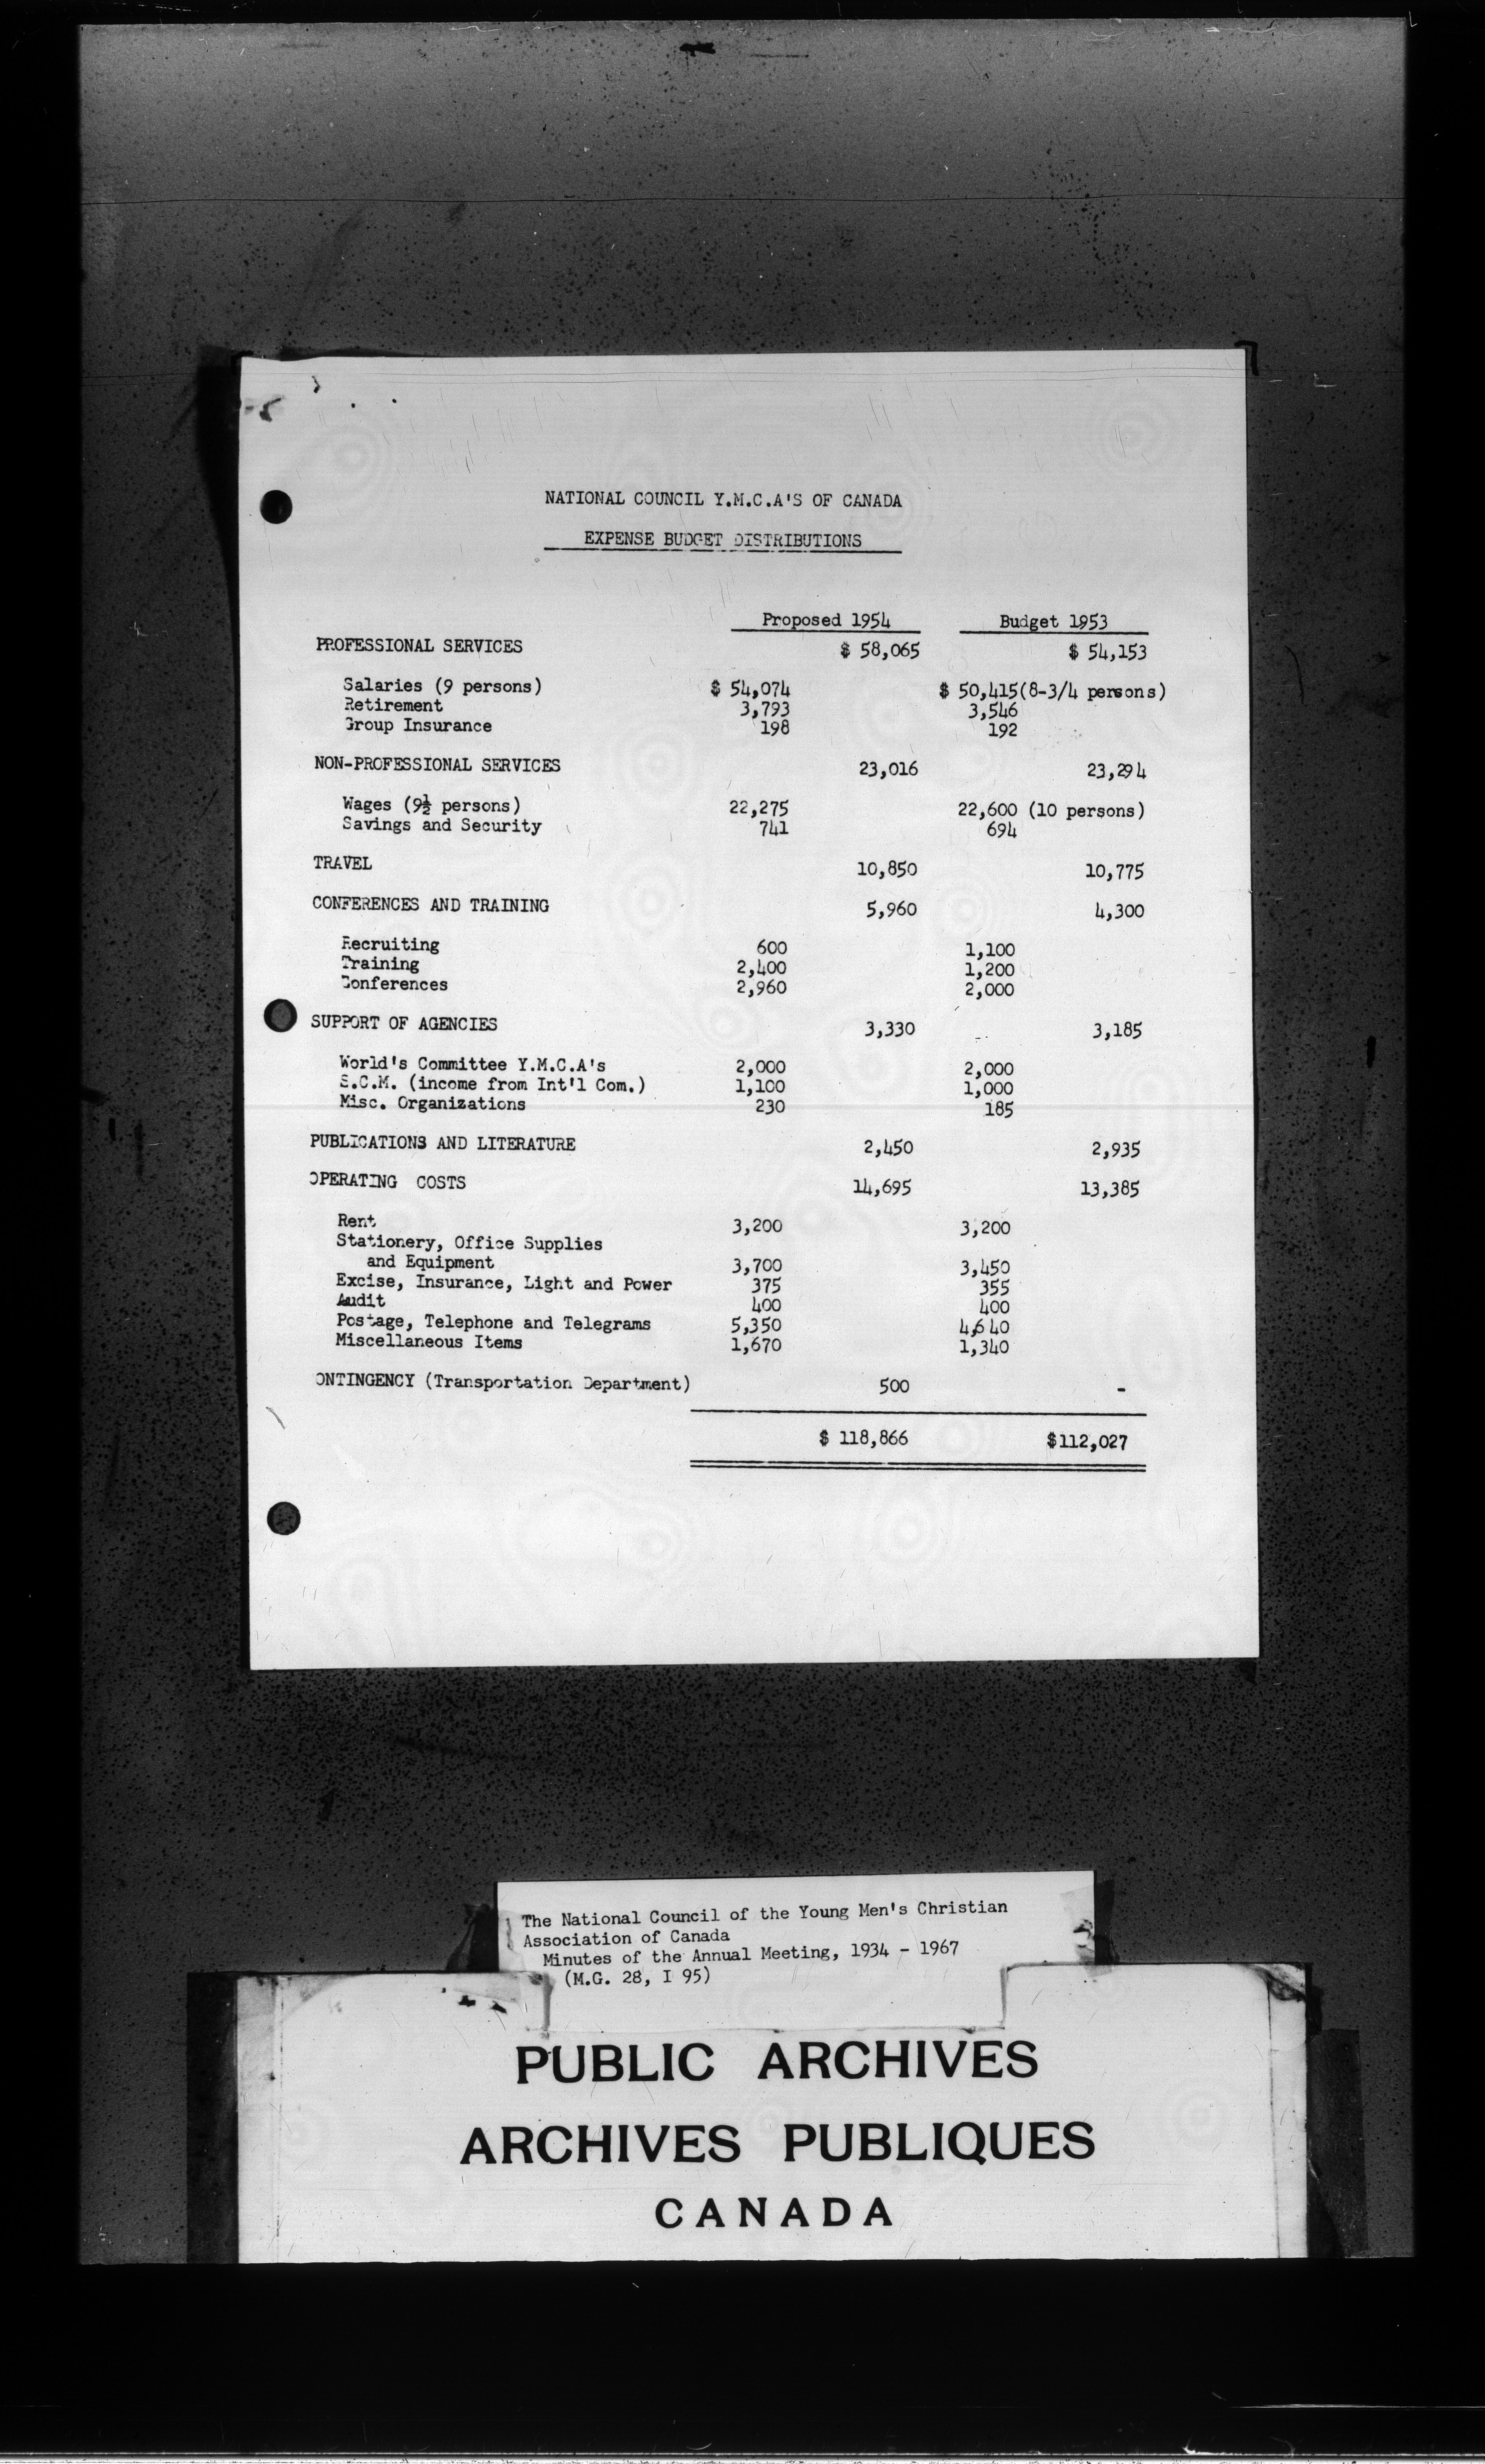 NATIONAL COUNCIL Y.M.C.A'S OF CANADA
EXPENSE BUDGET DISTRIBUTIONS
Proposed 1954 Budget 1953
PROFESSIONAL SERVICES $ 58,065 $ 54,153
Salaries (9 persons) $ 54,074 $ 50,415(8-3/4 persons)
Retirement 3,793 3,546
Group Insurance 198 192
NON-PROFESSIONAL SERVICES 23,016 23,294
Wages (9½ persons) 22,275 22,600 (10 persons)
Savings and Security 741 694
TRAVEL 10,850 10,775
CONFERENCES AND TRAINING 5,960 4,300
Recruiting 600 1,100
Training 2,400 1,200
Conferences 2,960 2,000
SUPPORT OF AGENCIES 3,330 3,185
World's Committee Y.M.C.A's 2,000 2,000
S.C.M. (income from Int'l Com.) 1,100 1,000
Misc. Organizations 230 185
PUBLICATIONS AND LITERATURE 2,450 2,935
OPERATING COSTS 14,695 13,385
Rent 3,200 3,200
Stationery, Office Supplies
and Equipment 3,700 3,450
Excise, Insurance, Light and Power 375 355
Audit 400 400
Postage, Telephone and Telegrams 5,350 4,640
Miscellaneous Items 1,670 1,340
ONTINGENCY (Transportation Department) 500 -
$ 118,866 $112,027
The National Council of the Young Men's Christian
Association of Canada
Minutes of the Annual Meeting, 1934 - 1967
(M.G. 28, I 95)
PUBLIC ARCHIVES
ARCHIVES PUBLIQUES
CANADA